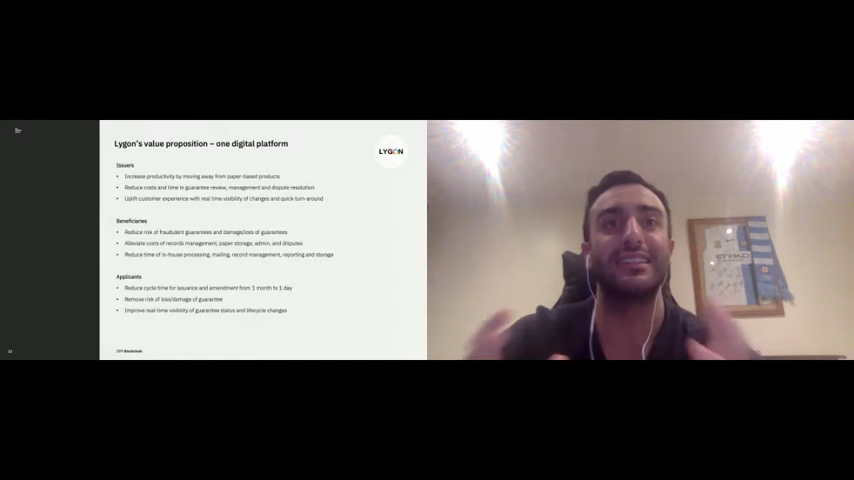 Lygon's value proposition – one digital platform
LYGON
Issuers
• Increase productivity by moving away from paper-based products
• Reduce costs and time in guarantee review, management and dispute resolution
• Uplift customer experience with real time visibility of changes and quick turn-around
Beneficiaries
• Reduce risk of fraudulent guarantees and damage/loss of guarantees
• Alleviate costs of records management, paper storage, admin, and disputes
• Reduce time of in-house processing, mailing, record management, reporting and storage
Applicants
• Reduce cycle time for issuance and amendment from 1 month to 1 day
• Remove risk of loss/damage of guarantee
• Improve real-time visibility of guarantee status and lifecycle changes
Blockchain
ETIHAD